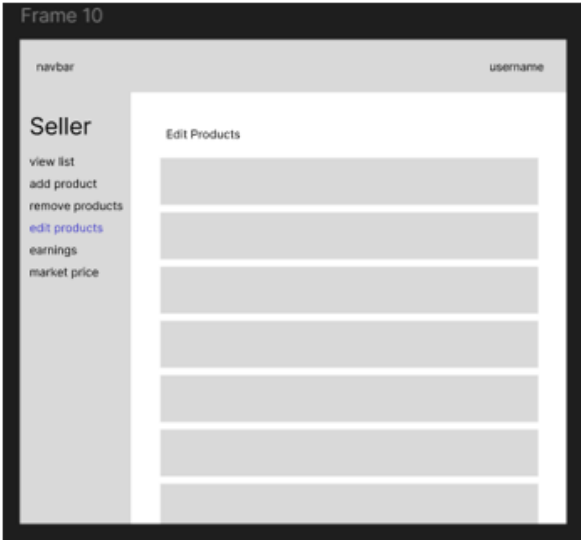 Frame 10
navbar
username
Seller
view list
add product
remove products
edit products
earnings
market price
Edit Products